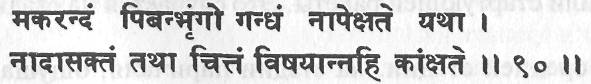 मकरन्दं पिबन्भृंगो गन्धं नापेक्षते यथा ।
नादासक्तं तथा चित्तं विषयान्नहि कांक्षते ।। ९० ।।